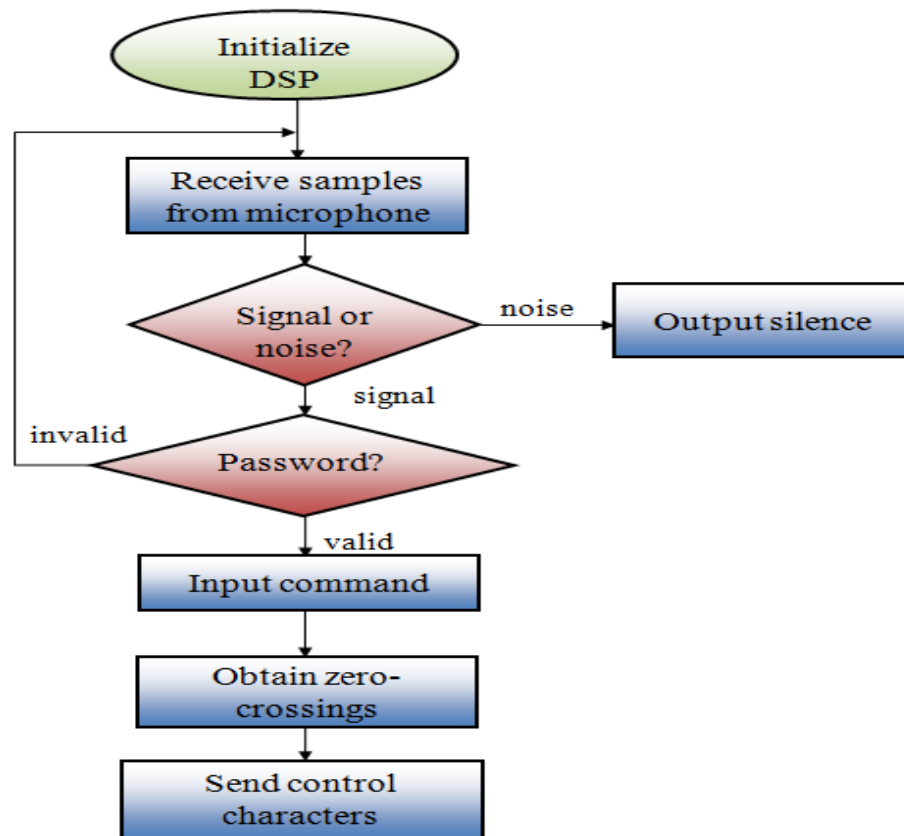 Initialize
DSP
Receive samples
from microphone
Signal or
noise?
noise
Output silence
signal
invalid
Password?
valid
Input command
Obtain zero-
crossings
Send control
characters